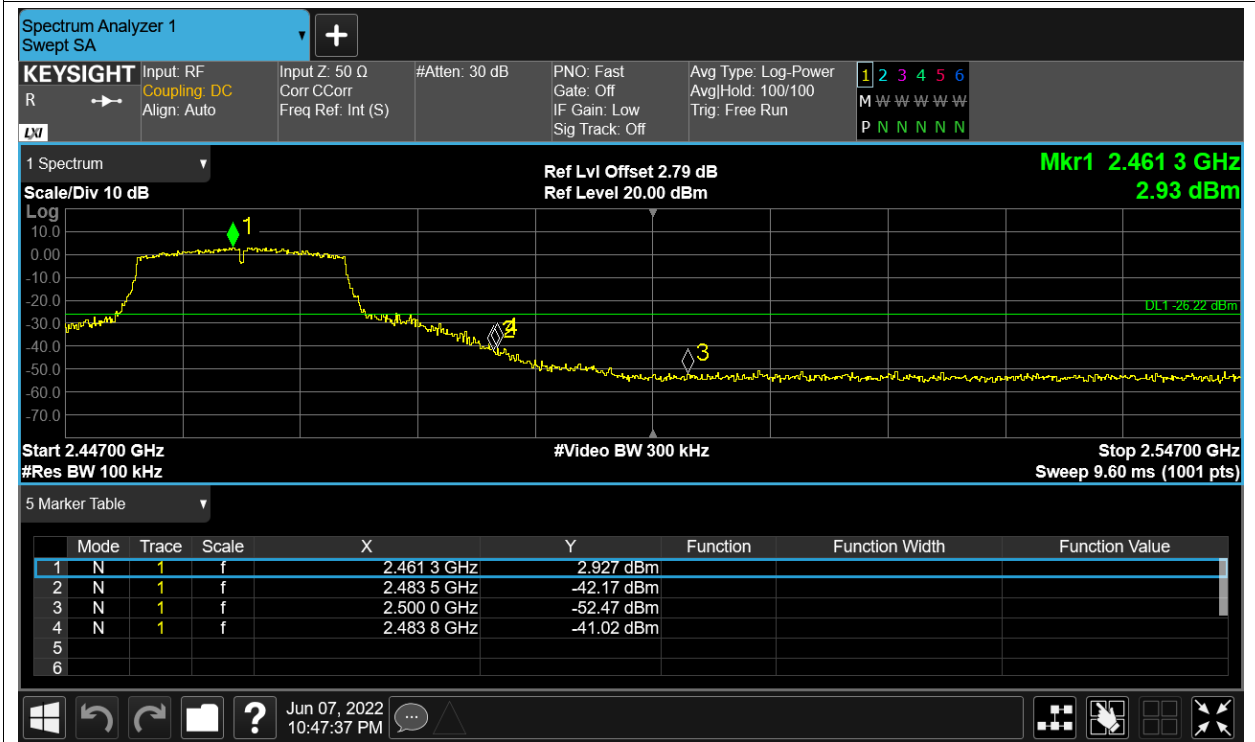 Spectrum Analyzer 1
Swept SA
+
KEYSIGHT
R
LXI
Input: RF
Coupling: DC
Align: Auto
Input Z: 50 Ω
Corr CCorr
Freq Ref: Int (S)
#Atten: 30 dB
PNO: Fast
Gate: Off
IF Gain: Low
Sig Track: Off
Avg Type: Log-Power
Avg|Hold: 100/100
Trig: Free Run
1 2 3 4 5 6
M W W W W W
P N N N N N
1 Spectrum
Scale/Div 10 dB
Ref Lvl Offset 2.79 dB
Ref Level 20.00 dBm
Mkr1 2.461 3 GHz
2.93 dBm
Log
10.0
0.00
-10.0
-20.0
-30.0
-40.0
-50.0
-60.0
-70.0
1
4
3
DL1 -26.22 dBm
Start 2.44700 GHz
#Video BW 300 kHz
Stop 2.54700 GHz
#Res BW 100 kHz
Sweep 9.60 ms (1001 pts)
5 Marker Table
Mode Trace Scale X Y Function Function Width Function Value
1 N 1 f 2.461 3 GHz 2.927 dBm
2 N 1 f 2.483 5 GHz -42.17 dBm
3 N 1 f 2.500 0 GHz -52.47 dBm
4 N 1 f 2.483 8 GHz -41.02 dBm
5
6
?
Jun 07, 2022
10:47:37 PM